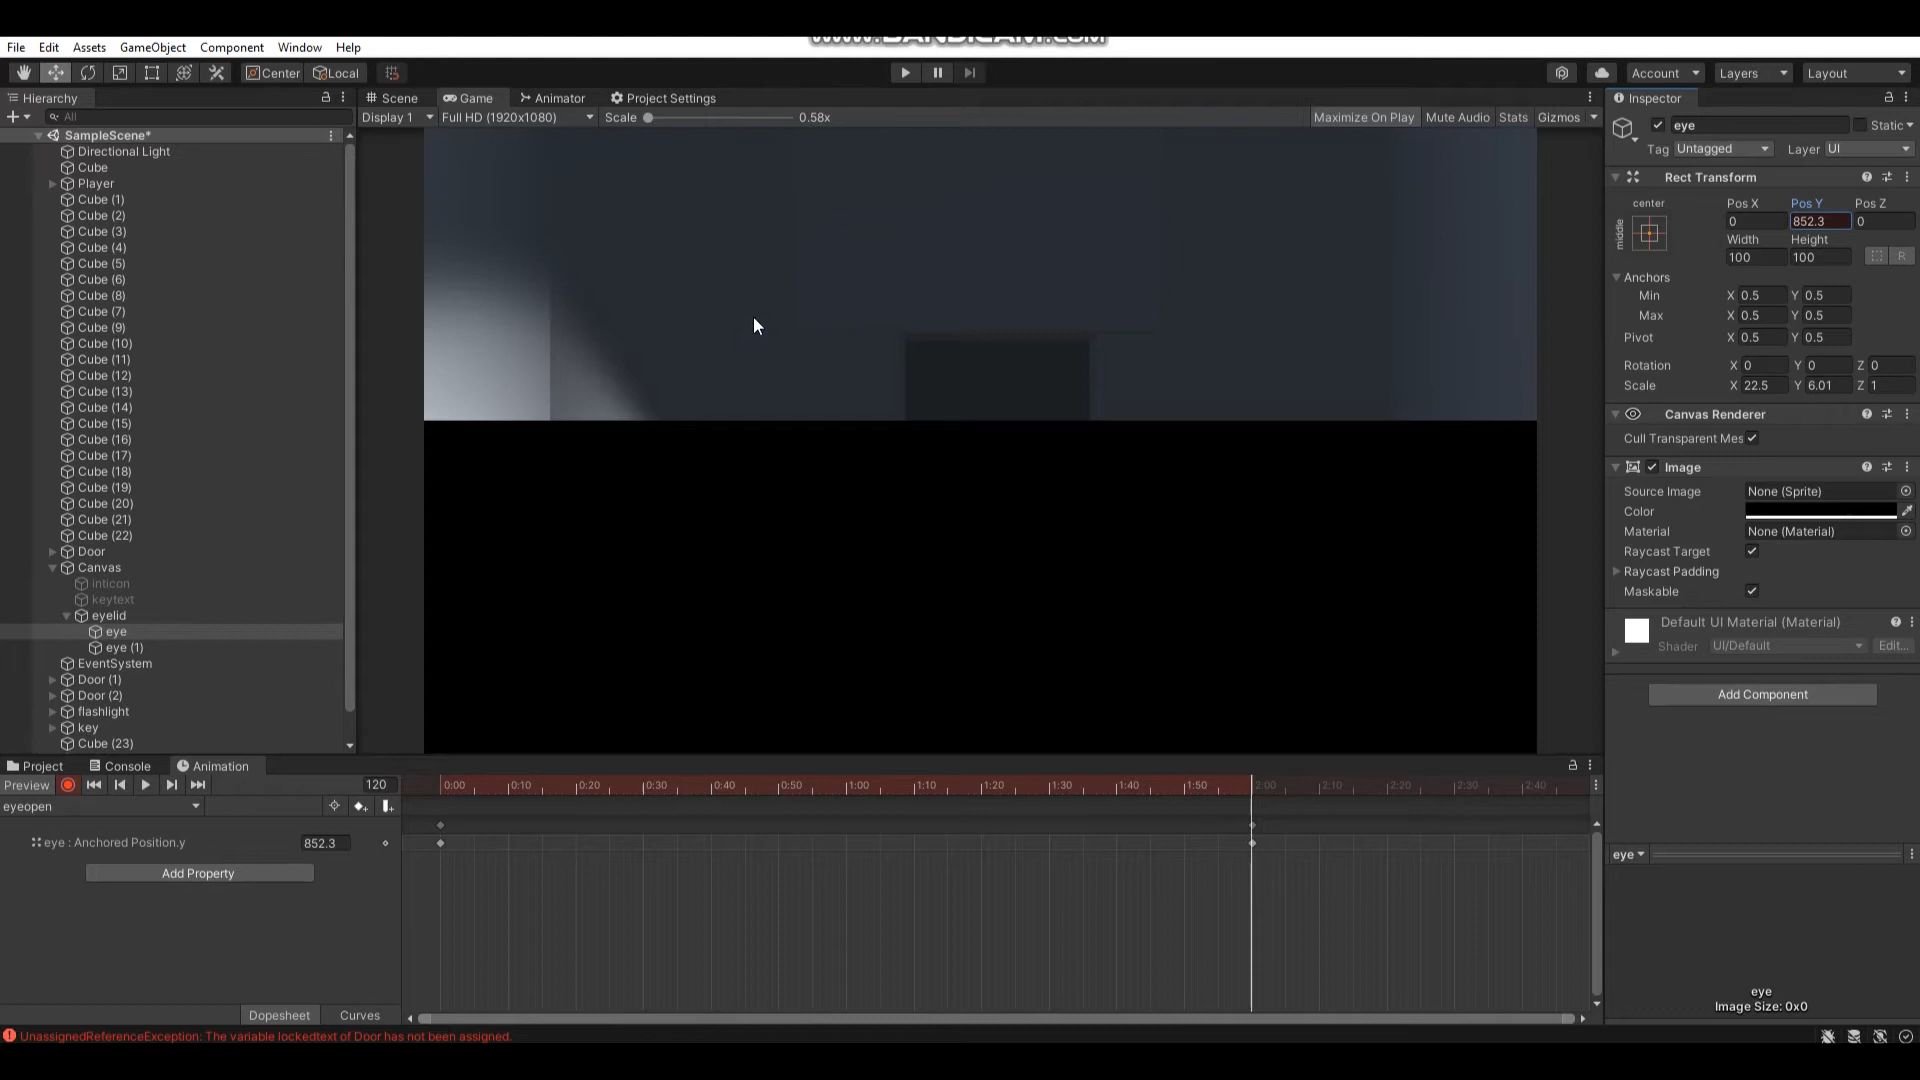 www.BANDICAM.com
File Edit Assets GameObject Component Window Help
Center Local Account Layers Layout
Hierarchy Scene Game Animator Project Settings Inspector
All Display 1 Full HD (1920x1080) Scale 0.58x Maximize On Play Mute Audio Stats Gizmos
SampleScene*
Directional Light
Cube
Player
Cube (1)
Cube (2)
Cube (3)
Cube (4)
Cube (5)
Cube (6)
Cube (8)
Cube (7)
Cube (9)
Cube (10)
Cube (11)
Cube (12)
Cube (13)
Cube (14)
Cube (15)
Cube (16)
Cube (17)
Cube (18)
Cube (19)
Cube (20)
Cube (21)
Cube (22)
Door
Canvas
inticon
keytext
eyelid
eye
eye (1)
EventSystem
Door (1)
Door (2)
flashlight
key
Cube (23)
eye Static
Tag Untagged Layer UI
Rect Transform
center Pos X Pos Y Pos Z
middle 0 852.3 0
Width Height
100 100 R
Anchors
Min X 0.5 Y 0.5
Max X 0.5 Y 0.5
Pivot X 0.5 Y 0.5
Rotation X 0 Y 0 Z 0
Scale X 22.5 Y 6.01 Z 1
Canvas Renderer
Cull Transparent Mes
Image
Source Image None (Sprite)
Color
Material None (Material)
Raycast Target
Raycast Padding
Maskable
Default UI Material (Material)
Shader UI/Default Edit...
Add Component
Project Console Animation
Preview 120 0:00 0:10 0:20 0:30 0:40 0:50 1:00 1:10 1:20 1:30 1:40 1:50 2:00 2:10 2:20 2:30 2:40
eyeopen
eye : Anchored Position.y 852.3
Add Property
Dopesheet Curves
eye
eye
Image Size: 0x0
UnassignedReferenceException: The variable lockedtext of Door has not been assigned.